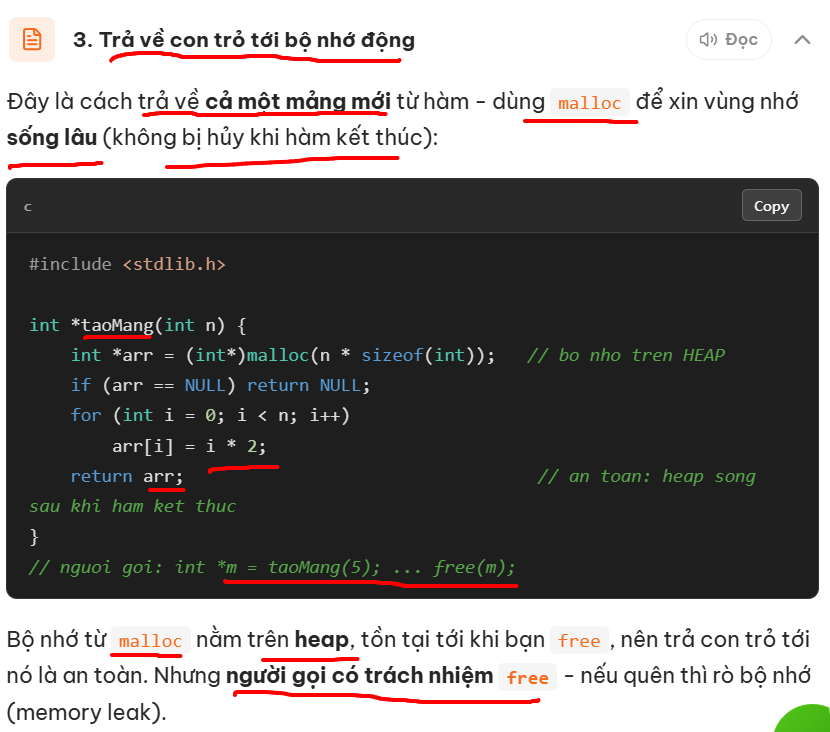 3. Trả về con trỏ tới bộ nhớ động
Đọc
Đây là cách trả về cả một mảng mới từ hàm - dùng malloc để xin vùng nhớ
sống lâu (không bị hủy khi hàm kết thúc):
c
Copy
#include <stdlib.h>
int *taoMang(int n) {
    int *arr = (int*)malloc(n * sizeof(int));   // bo nho tren HEAP
    if (arr == NULL) return NULL;
    for (int i = 0; i < n; i++)
        arr[i] = i * 2;
    return arr;                                  // an toan: heap song
sau khi ham ket thuc
}
// nguoi goi: int *m = taoMang(5); ... free(m);
Bộ nhớ từ malloc nằm trên heap, tồn tại tới khi bạn free, nên trả con trỏ tới
nó là an toàn. Nhưng người gọi có trách nhiệm free - nếu quên thì rò bộ nhớ
(memory leak).